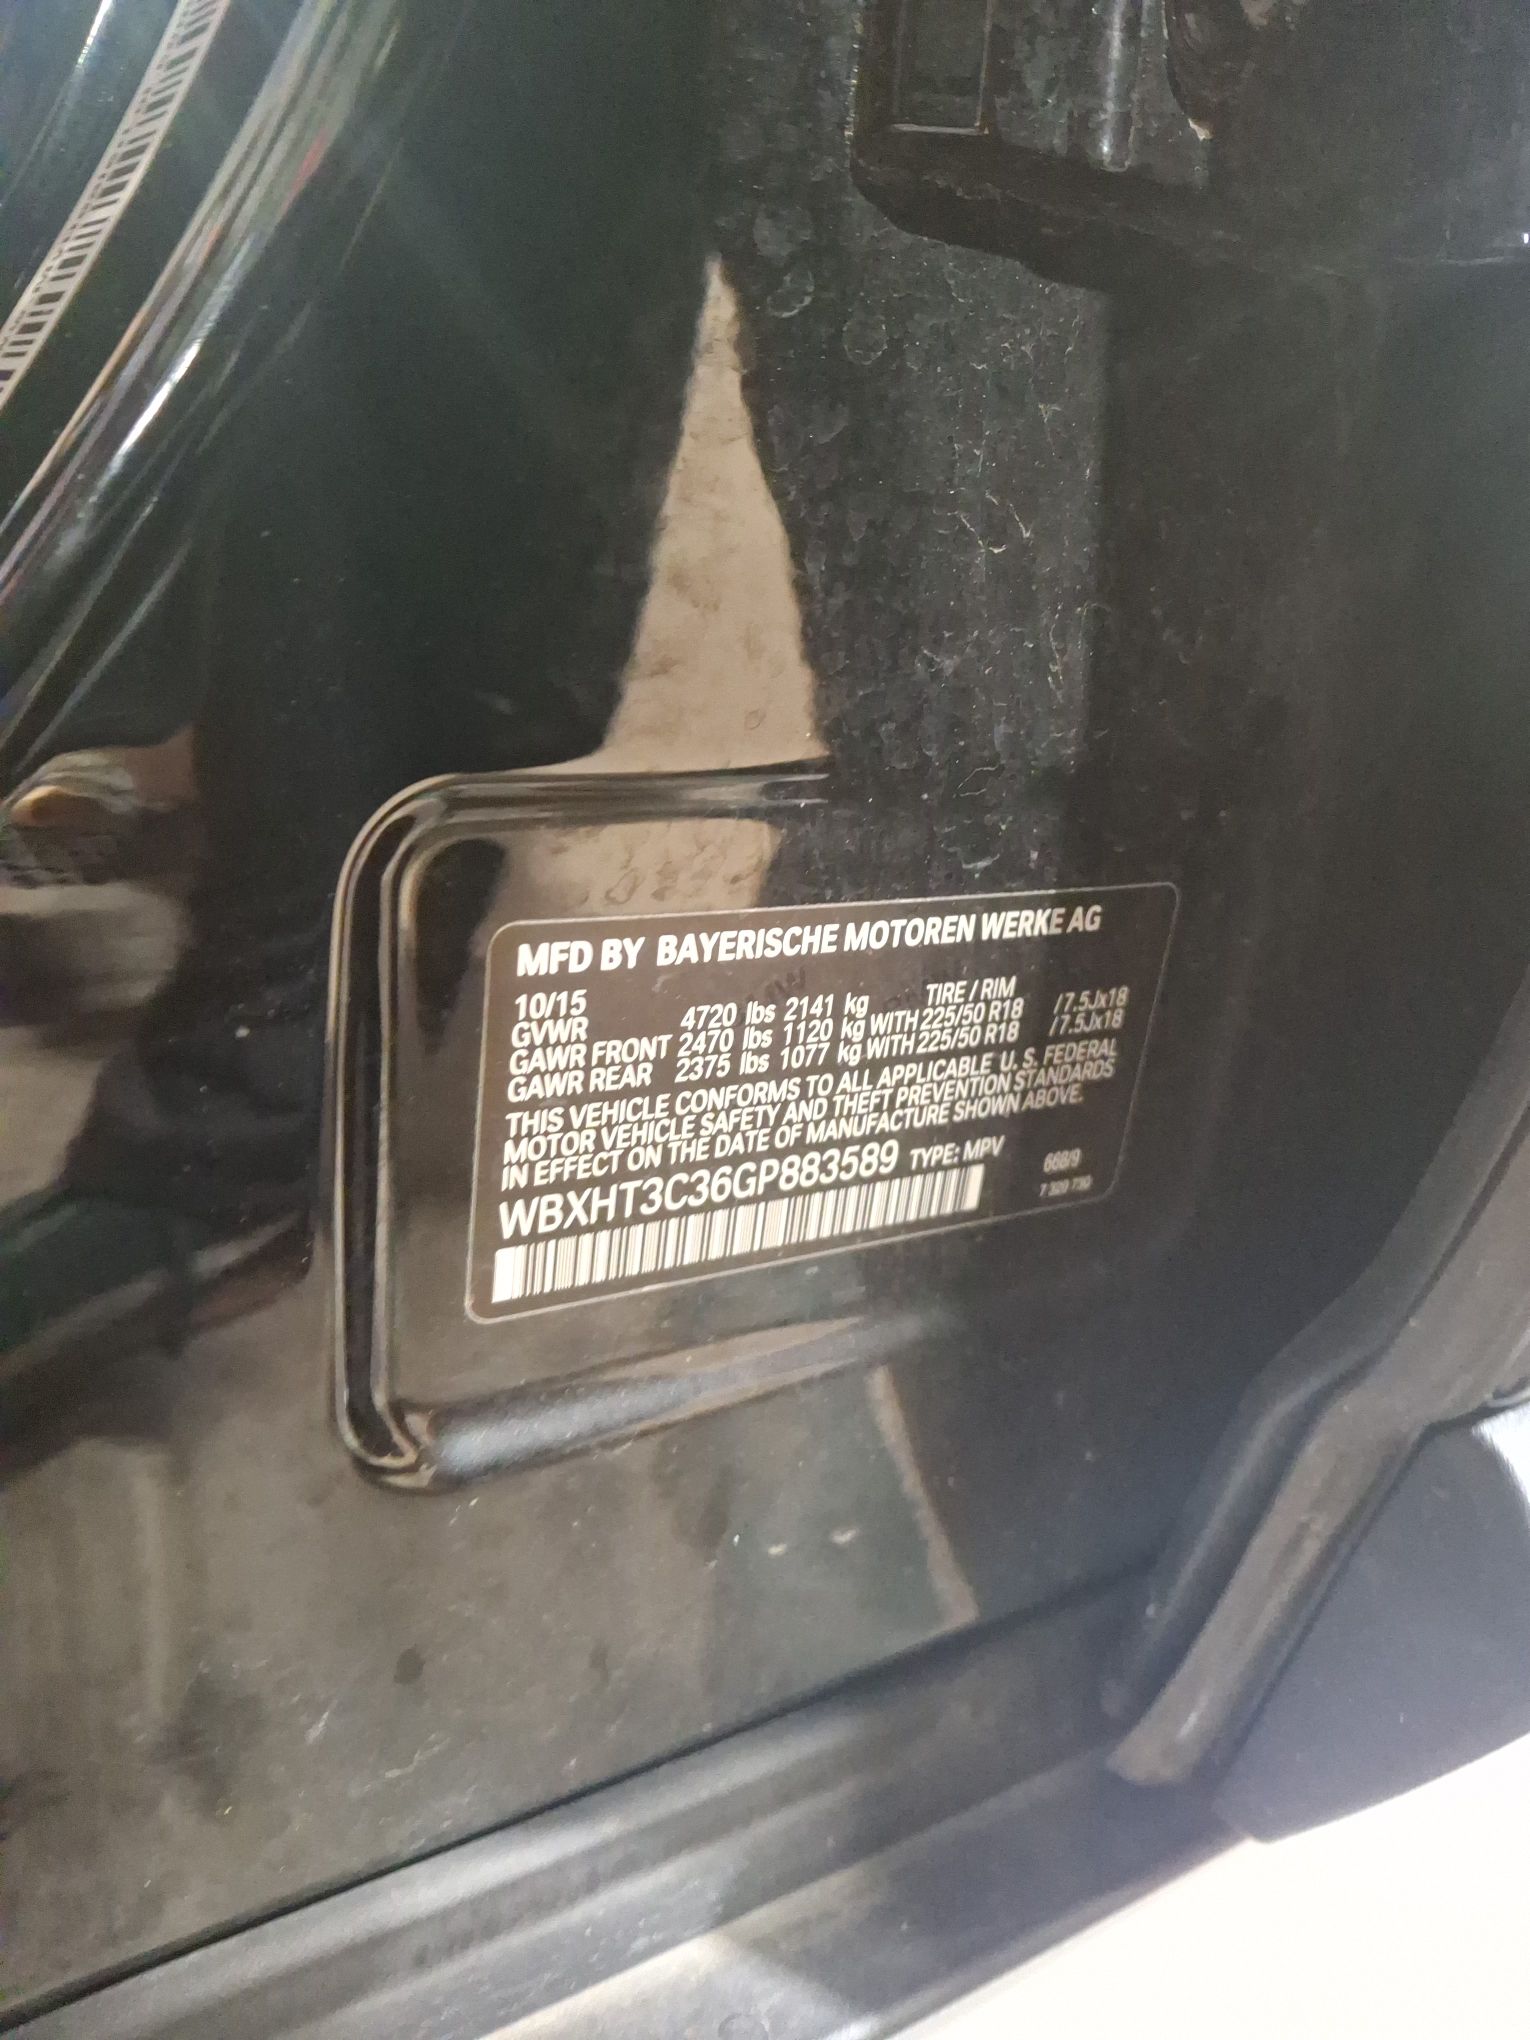 MFD BY BAYERISCHE MOTOREN WERKE AG
10/15 TIRE / RIM
GVWR 4720 lbs 2141 kg
GAWR FRONT 2470 lbs 1120 kg WITH 225/50 R18 /7.5Jx18
GAWR REAR 2375 lbs 1077 kg WITH 225/50 R18 /7.5Jx18
THIS VEHICLE CONFORMS TO ALL APPLICABLE U. S. FEDERAL
MOTOR VEHICLE SAFETY AND THEFT PREVENTION STANDARDS
IN EFFECT ON THE DATE OF MANUFACTURE SHOWN ABOVE.
WBXHT3C36GP883589 TYPE: MPV 668/9
7 320 730